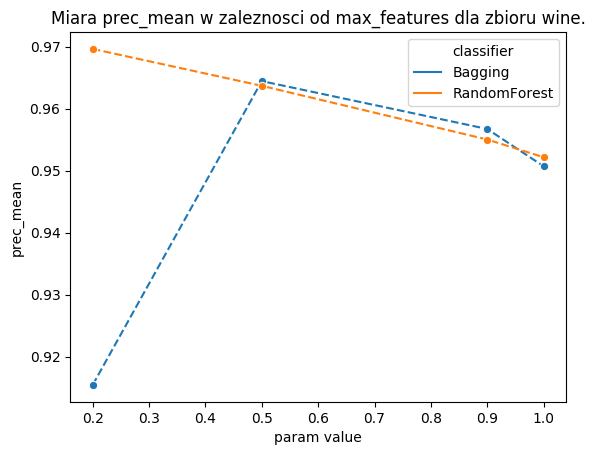 Miara prec_mean w zaleznosci od max_features dla zbioru wine.
classifier
Bagging
RandomForest
prec_mean
0.97
0.96
0.95
0.94
0.93
0.92
0.2
0.3
0.4
0.5
0.6
0.7
0.8
0.9
1.0
param value